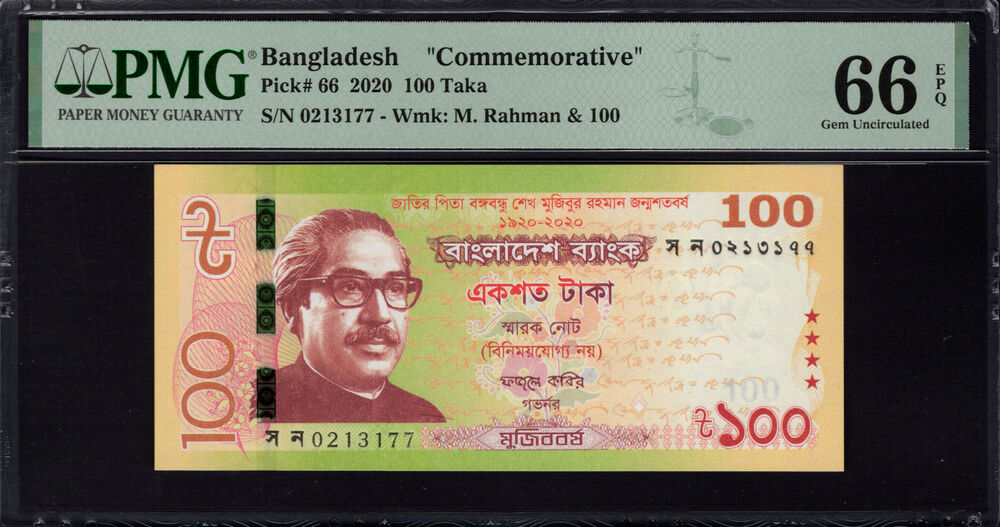 PMG®
PAPER MONEY GUARANTY
Bangladesh "Commemorative"
Pick# 66 2020 100 Taka
S/N 0213177 - Wmk: M. Rahman & 100
66 EPQ
Gem Uncirculated
জাতির পিতা বঙ্গবন্ধু শেখ মুজিবুর রহমান জন্মশতবর্ষ
১৯২০-২০২০
100
৳
বাংলাদেশ ব্যাংক
স ন ০২১৩১৭৭
একশত টাকা
স্মারক নোট
(বিনিময়যোগ্য নয়)
ফজলে কবির
গভর্নর
100
স ন 0213177
মুজিববর্ষ
৳১০০
100